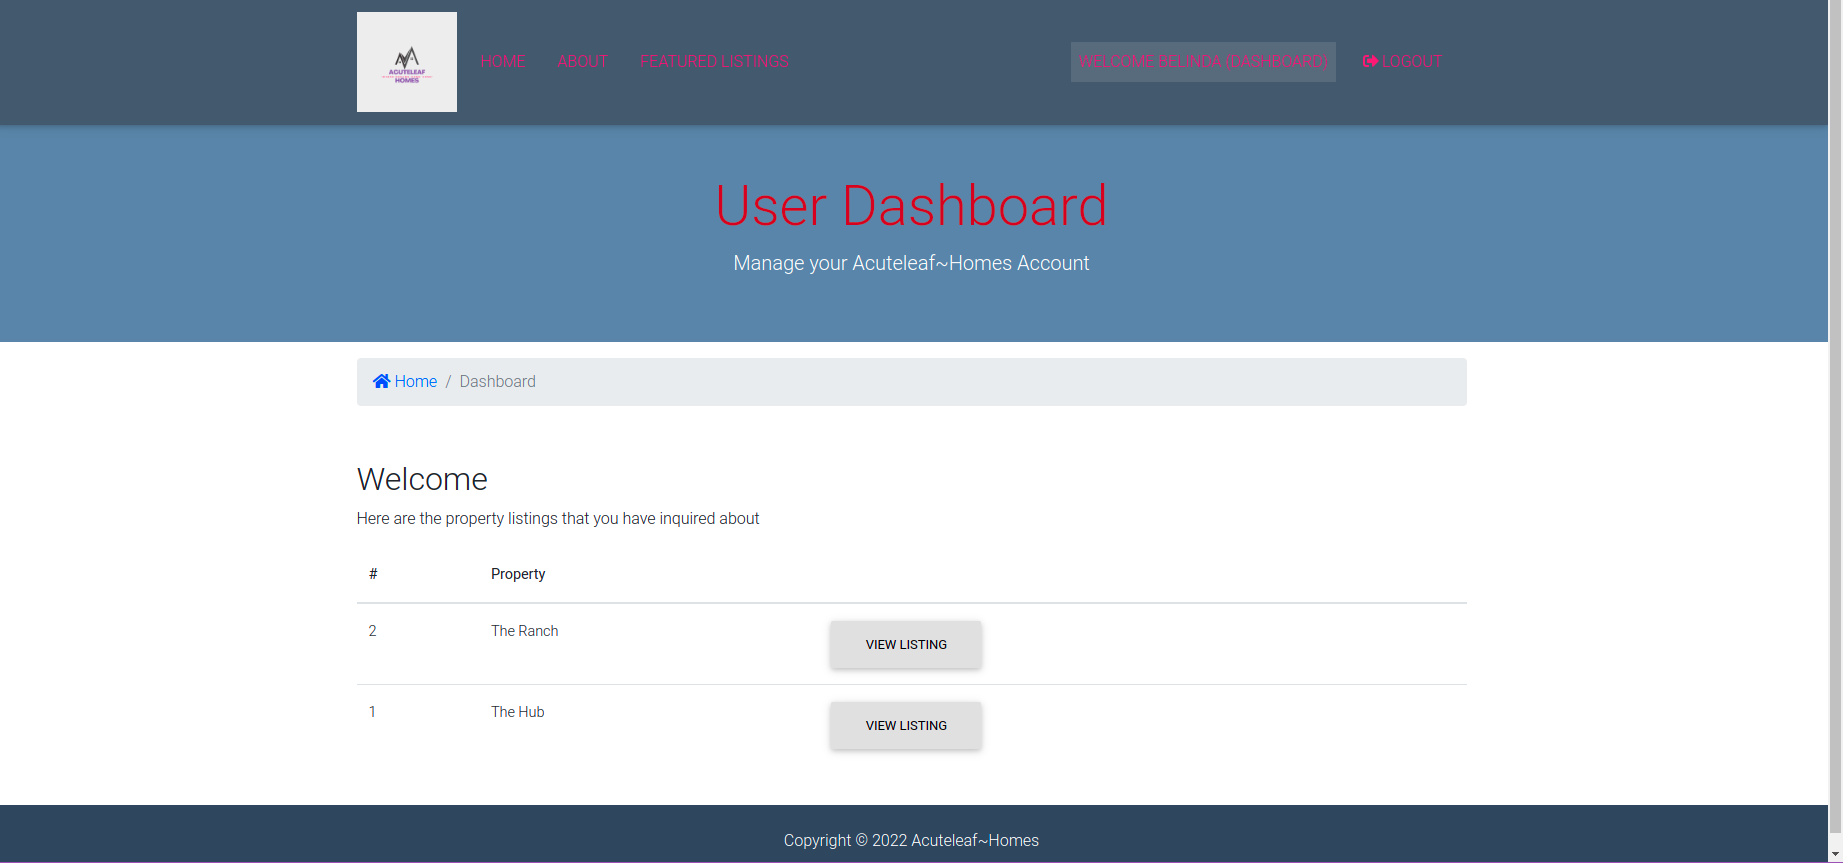 ACUTELEAF
HOMES
HOME ABOUT FEATURED LISTINGS WELCOME BELINDA (DASHBOARD) LOGOUT
User Dashboard
Manage your Acuteleaf~Homes Account
Home / Dashboard
Welcome
Here are the property listings that you have inquired about
# Property
2 The Ranch VIEW LISTING
1 The Hub VIEW LISTING
Copyright © 2022 Acuteleaf~Homes